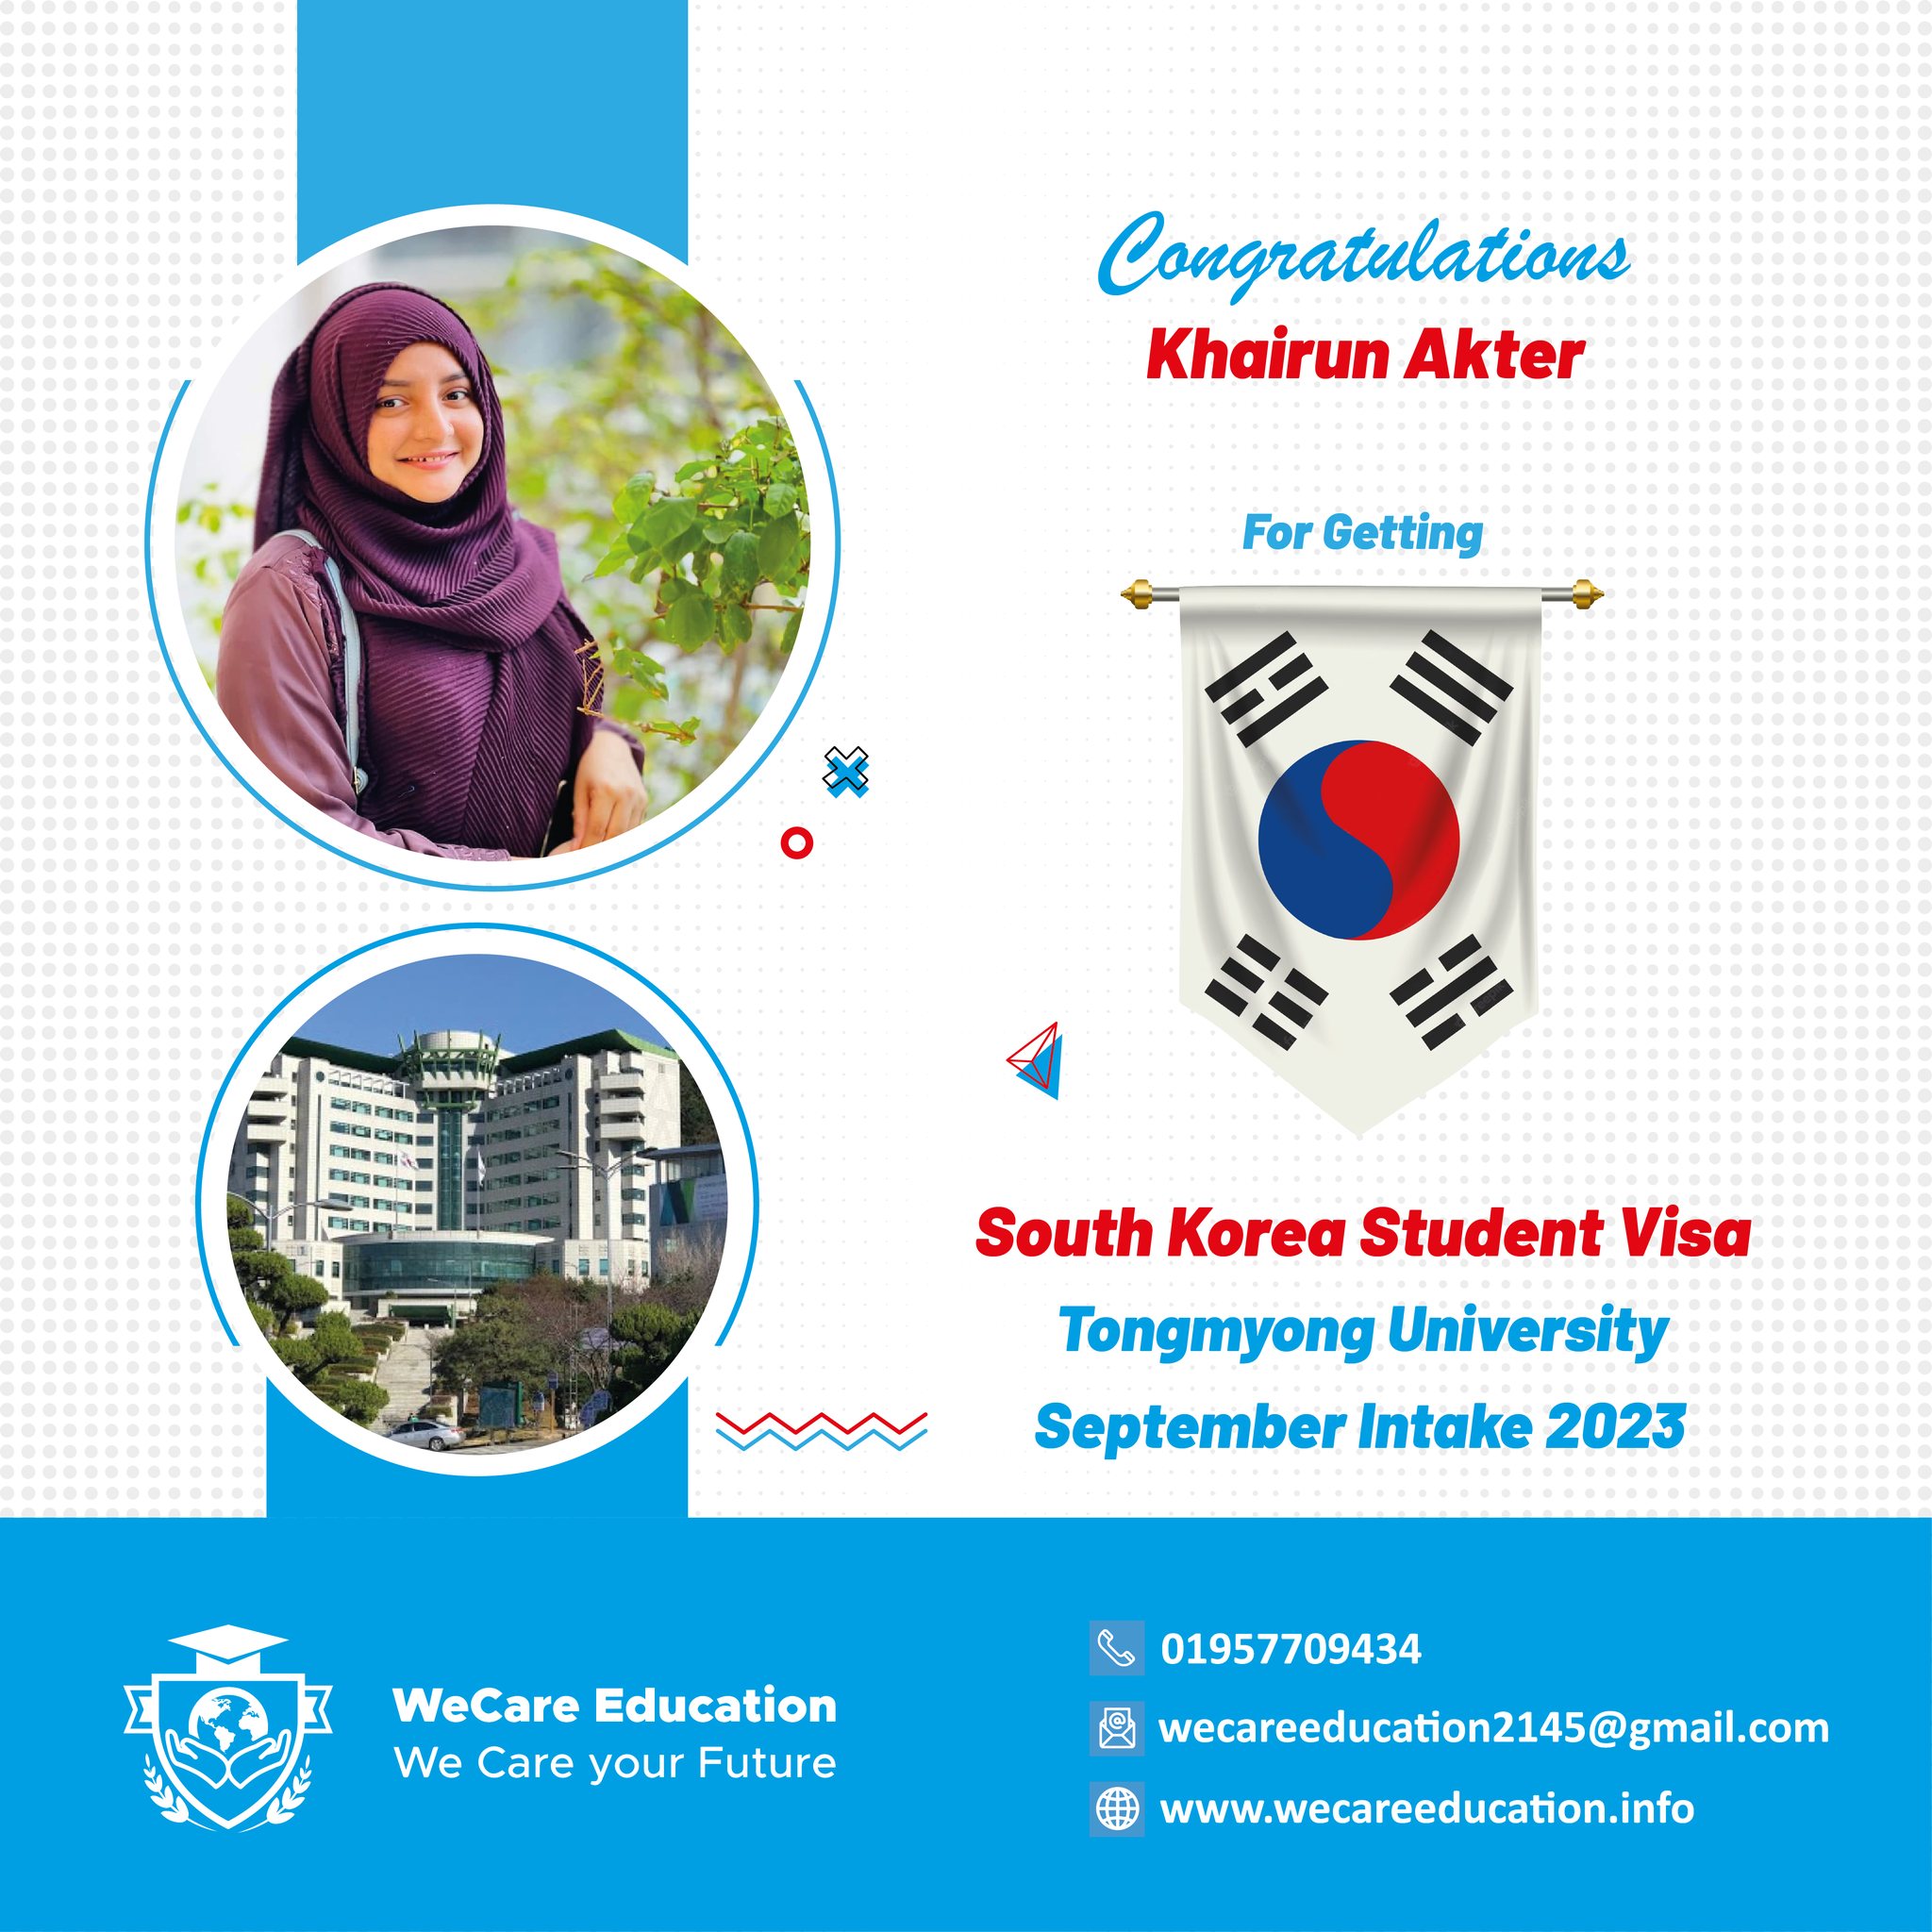 Congratulations
Khairun Akter
For Getting
South Korea Student Visa
Tongmyong University
September Intake 2023
WeCare Education
We Care your Future
01957709434
wecareeducation2145@gmail.com
www.wecareeducation.info